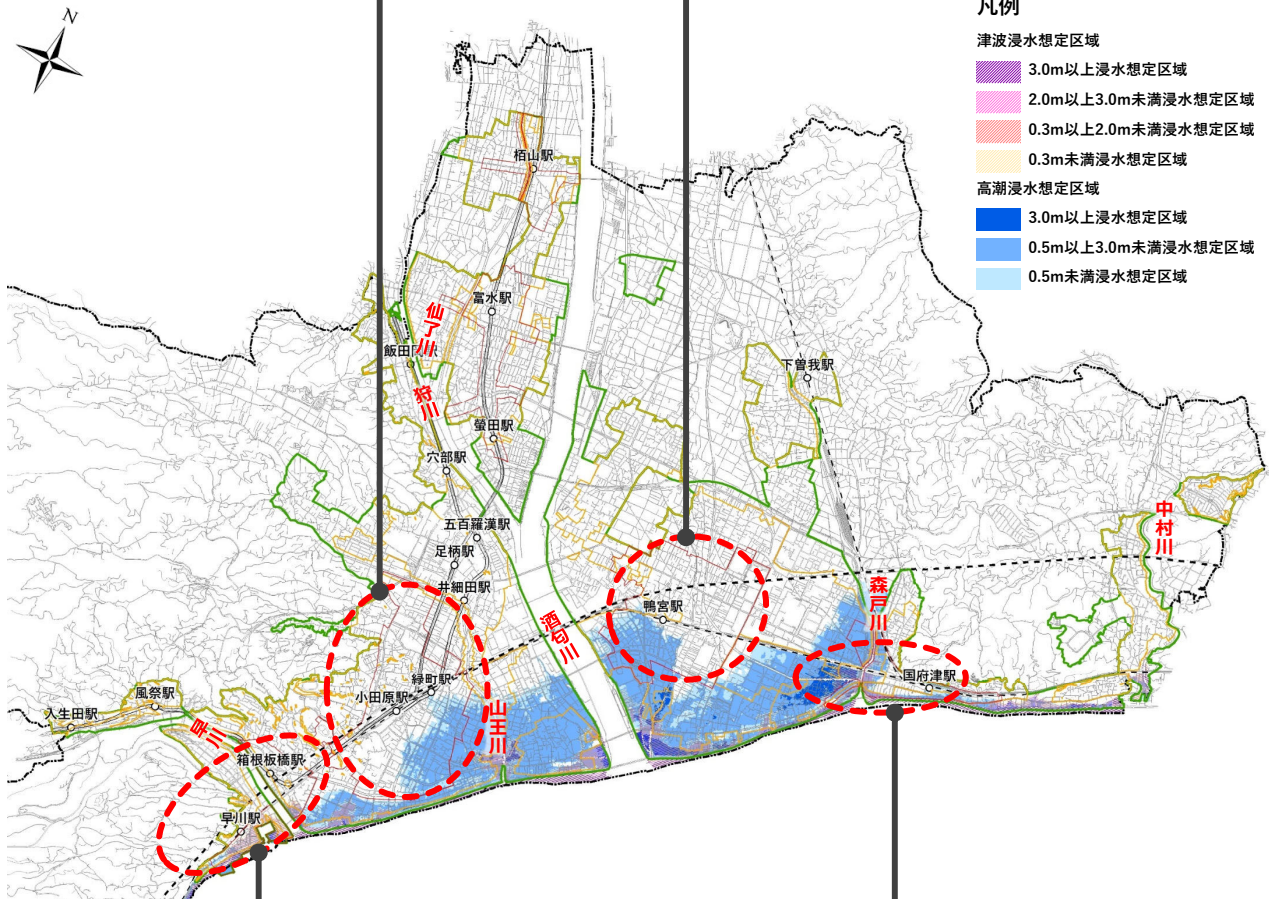 N
凡例
津波浸水想定区域
3.0m以上浸水想定区域
2.0m以上3.0m未満浸水想定区域
0.3m以上2.0m未満浸水想定区域
0.3m未満浸水想定区域
高潮浸水想定区域
3.0m以上浸水想定区域
0.5m以上3.0m未満浸水想定区域
0.5m未満浸水想定区域
栢山駅
富水駅
仙了川
飯田
下曽我駅
狩川
螢田駅
穴部駅
五百羅漢駅
足柄駅
井細田駅
中村川
酒匂川
鴨宮駅
森戸川
国府津駅
緑町駅
小田原駅
山王川
風祭駅
入生田駅
早川
箱根板橋駅
早川駅